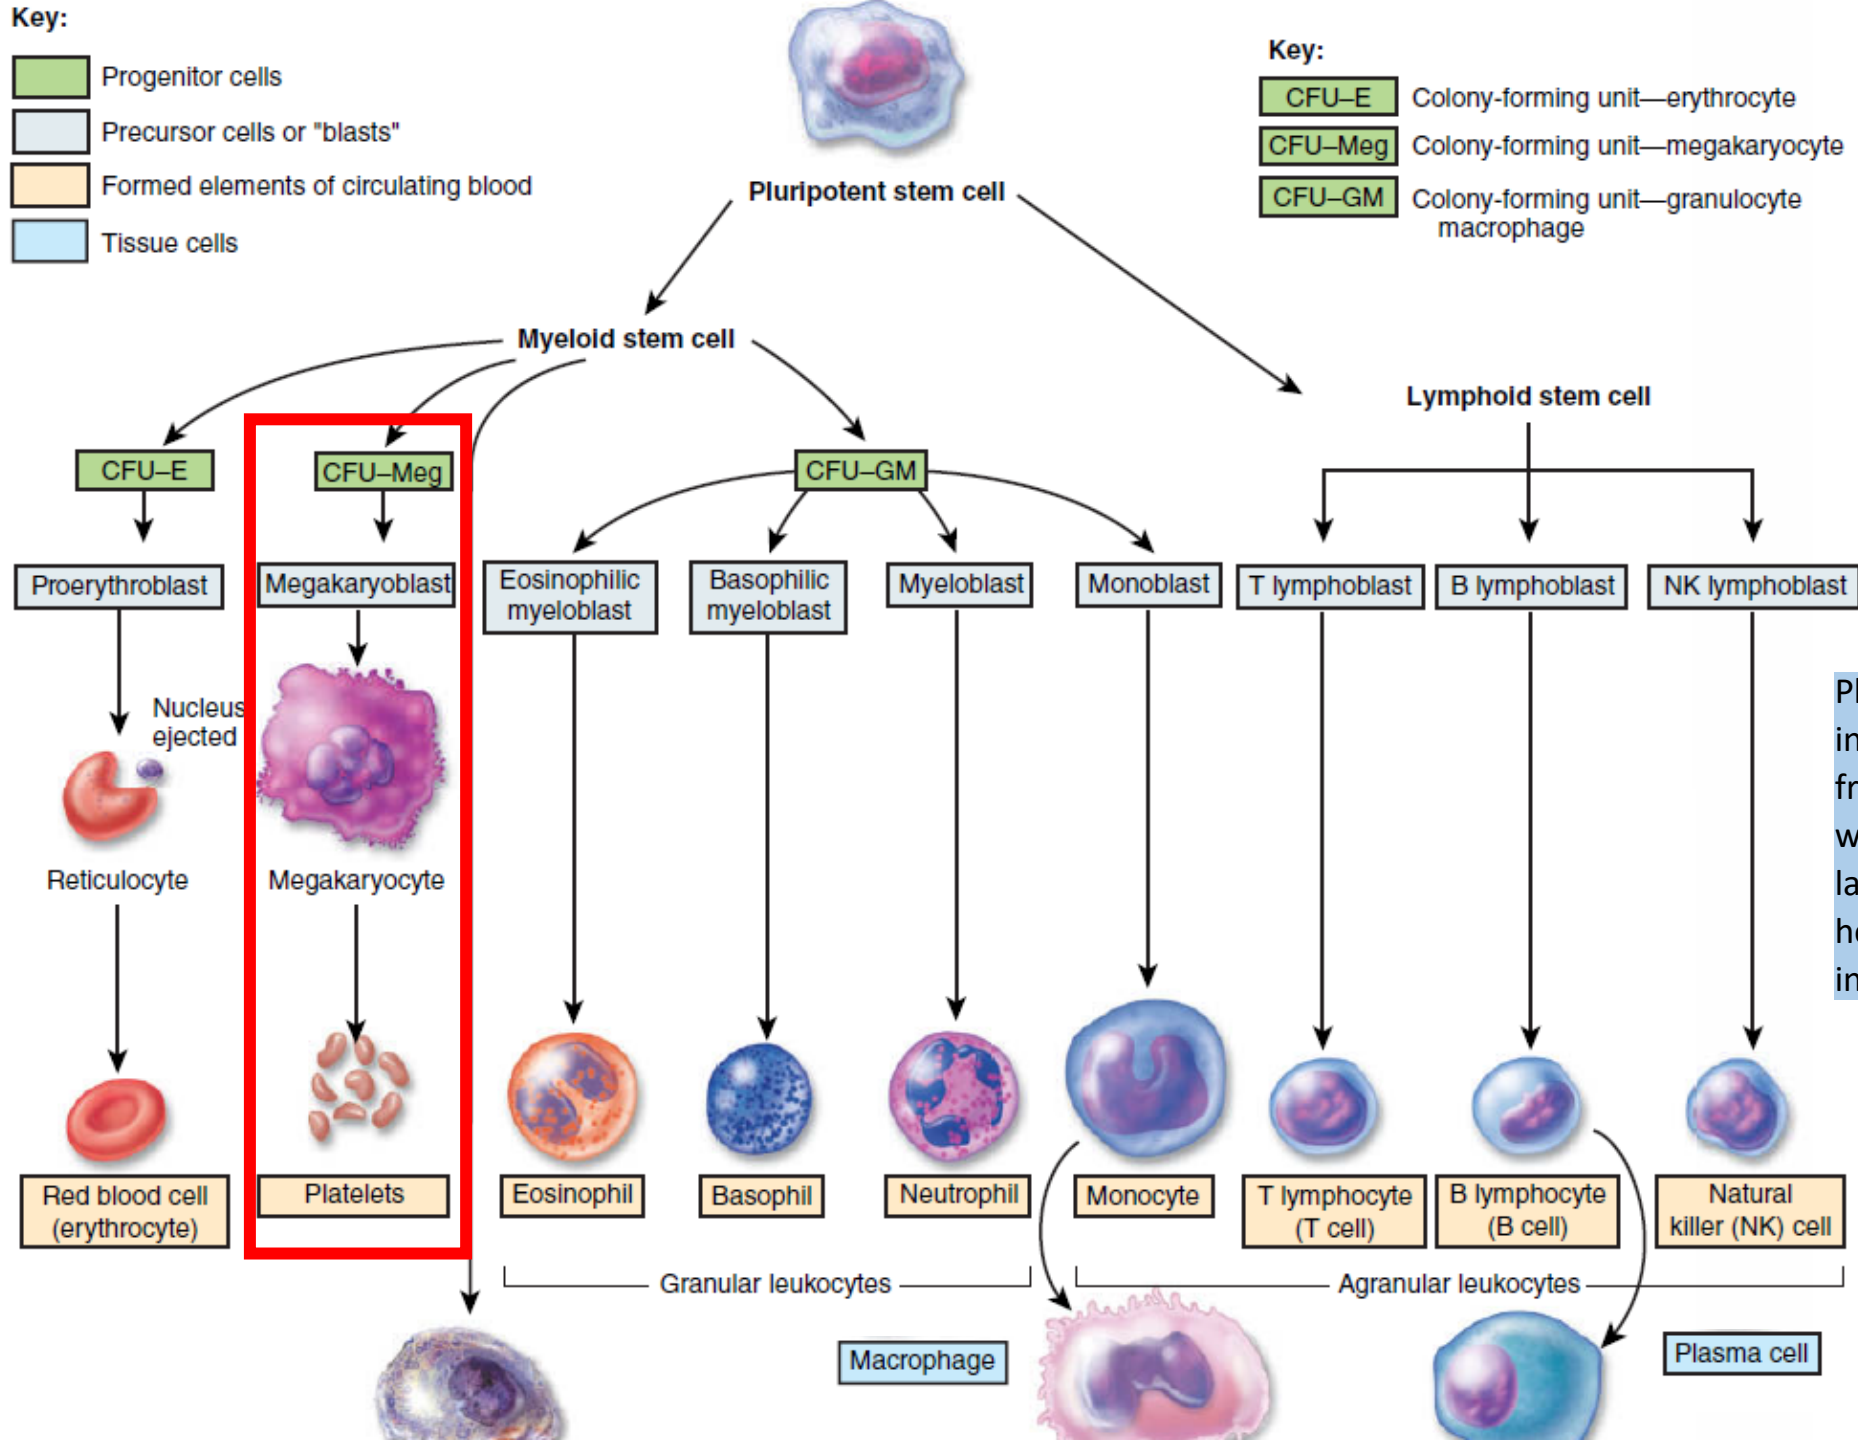 Key:
Progenitor cells
Precursor cells or "blasts"
Formed elements of circulating blood
Tissue cells
Key:
CFU–E Colony-forming unit—erythrocyte
CFU–Meg Colony-forming unit—megakaryocyte
CFU–GM Colony-forming unit—granulocyte
macrophage
Pluripotent stem cell
Myeloid stem cell
Lymphoid stem cell
CFU–E
CFU–Meg
CFU–GM
Proerythroblast
Megakaryoblast
Eosinophilic
myeloblast
Basophilic
myeloblast
Myeloblast
Monoblast
T lymphoblast
B lymphoblast
NK lymphoblast
Nucleus
ejected
Reticulocyte
Megakaryocyte
Red blood cell
(erythrocyte)
Platelets
Eosinophil
Basophil
Neutrophil
Monocyte
T lymphocyte
(T cell)
B lymphocyte
(B cell)
Natural
killer (NK) cell
Granular leukocytes
Agranular leukocytes
Macrophage
Plasma cell